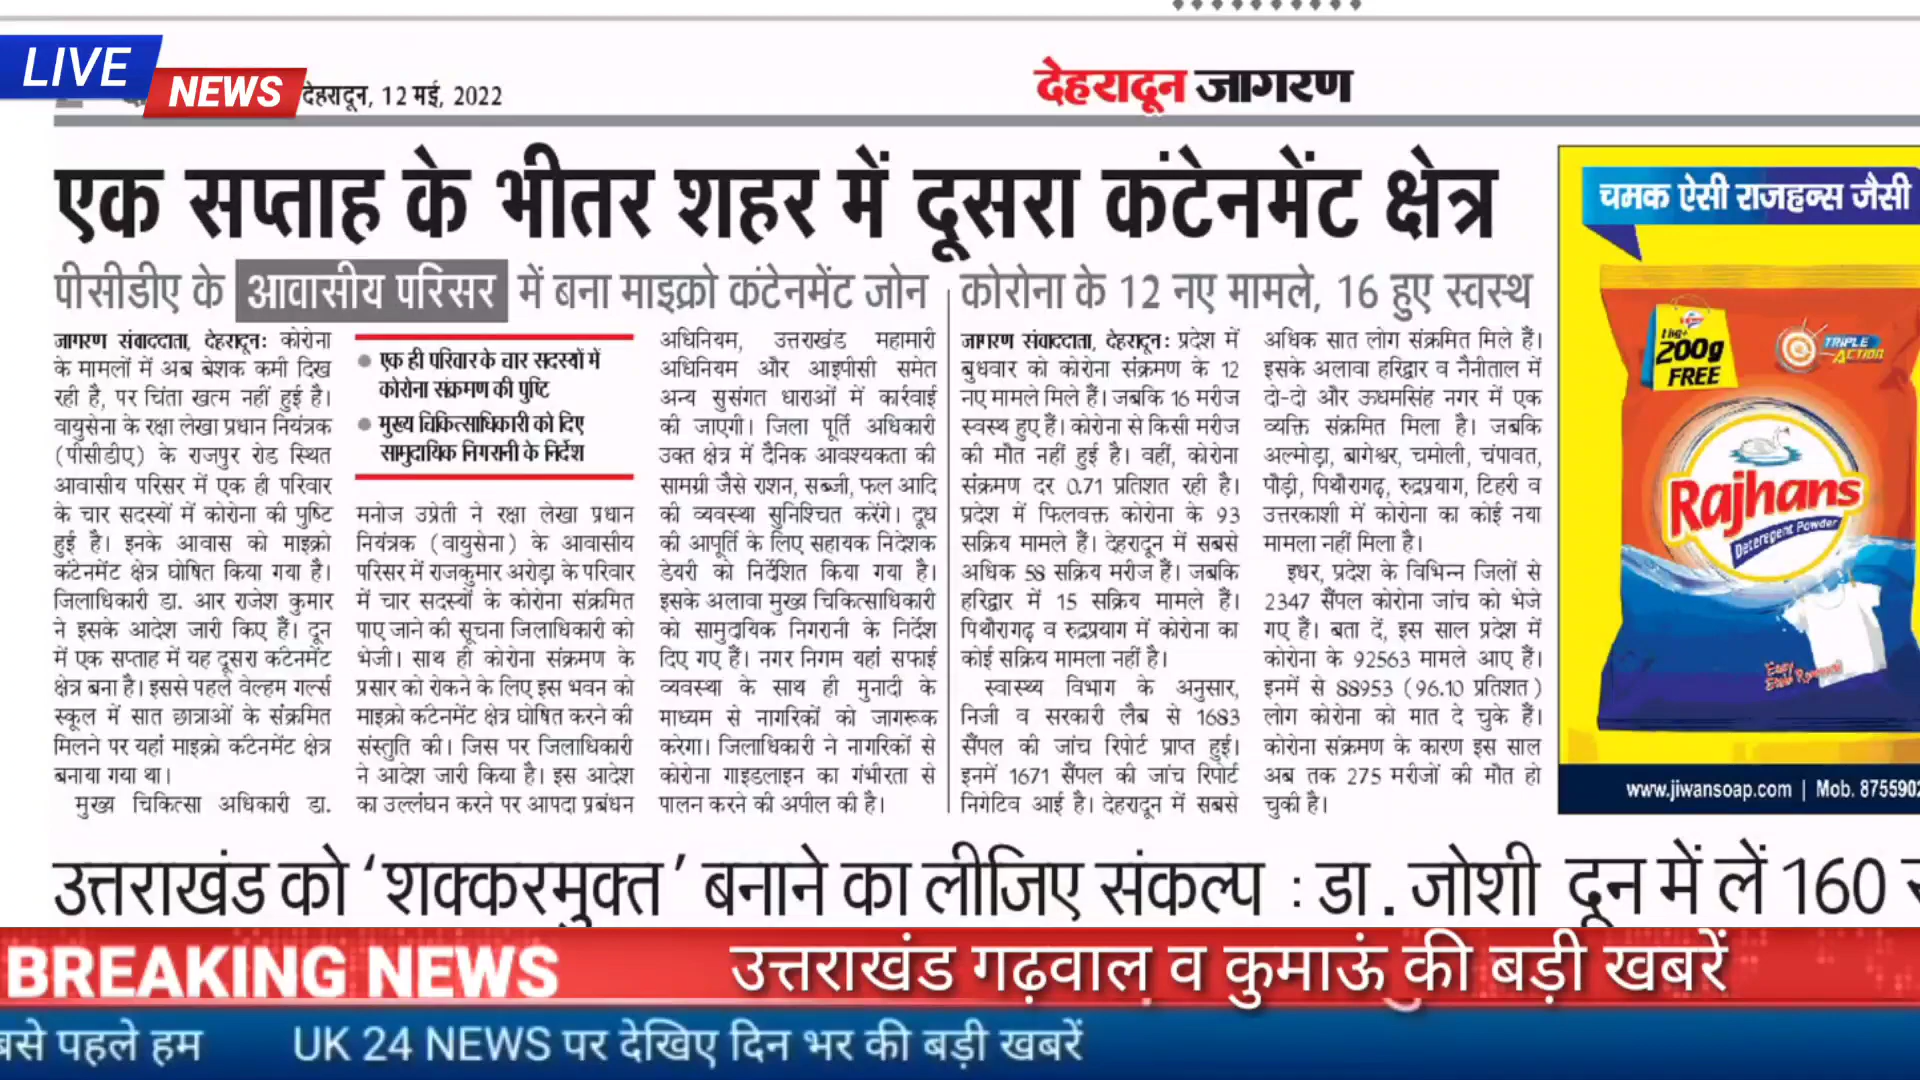 LIVE
NEWS
देहरादून, 12 मई, 2022
देहरादून जागरण
एक सप्ताह के भीतर शहर में दूसरा कंटेनमेंट क्षेत्र
पीसीडीए के आवासीय परिसर में बना माइक्रो कंटेनमेंट जोन
जागरण संवाददाता, देहरादून: कोरोना
के मामलों में अब बेशक कमी दिख
रही है, पर चिंता खत्म नहीं हुई है।
वायुसेना के रक्षा लेखा प्रधान नियंत्रक
(पीसीडीए) के राजपुर रोड स्थित
आवासीय परिसर में एक ही परिवार
के चार सदस्यों में कोरोना की पुष्टि
हुई है। इनके आवास को माइक्रो
कंटेनमेंट क्षेत्र घोषित किया गया है।
जिलाधिकारी डा. आर राजेश कुमार
ने इसके आदेश जारी किए हैं। दून
में एक सप्ताह में यह दूसरा कंटेनमेंट
क्षेत्र बना है। इससे पहले वेल्हम गर्ल्स
स्कूल में सात छात्राओं के संक्रमित
मिलने पर यहां माइक्रो कंटेनमेंट क्षेत्र
बनाया गया था।
मुख्य चिकित्सा अधिकारी डा.
एक ही परिवार के चार सदस्यों में
कोरोना संक्रमण की पुष्टि
मुख्य चिकित्साधिकारी को दिए
सामुदायिक निगरानी के निर्देश
मनोज उप्रेती ने रक्षा लेखा प्रधान
नियंत्रक (वायुसेना) के आवासीय
परिसर में राजकुमार अरोड़ा के परिवार
में चार सदस्यों के कोरोना संक्रमित
पाए जाने की सूचना जिलाधिकारी को
भेजी। साथ ही कोरोना संक्रमण के
प्रसार को रोकने के लिए इस भवन को
माइक्रो कंटेनमेंट क्षेत्र घोषित करने की
संस्तुति की। जिस पर जिलाधिकारी
ने आदेश जारी किया है। इस आदेश
का उल्लंघन करने पर आपदा प्रबंधन
अधिनियम, उत्तराखंड महामारी
अधिनियम और आइपीसी समेत
अन्य सुसंगत धाराओं में कार्रवाई
की जाएगी। जिला पूर्ति अधिकारी
उक्त क्षेत्र में दैनिक आवश्यकता की
सामग्री जैसे राशन, सब्जी, फल आदि
की व्यवस्था सुनिश्चित करेंगे। दूध
की आपूर्ति के लिए सहायक निदेशक
डेयरी को निर्देशित किया गया है।
इसके अलावा मुख्य चिकित्साधिकारी
को सामुदायिक निगरानी के निर्देश
दिए गए हैं। नगर निगम यहां सफाई
व्यवस्था के साथ ही मुनादी के
माध्यम से नागरिकों को जागरूक
करेगा। जिलाधिकारी ने नागरिकों से
कोरोना गाइडलाइन का गंभीरता से
पालन करने की अपील की है।
कोरोना के 12 नए मामले, 16 हुए स्वस्थ
जागरण संवाददाता, देहरादून: प्रदेश में
बुधवार को कोरोना संक्रमण के 12
नए मामले मिले हैं। जबकि 16 मरीज
स्वस्थ हुए हैं। कोरोना से किसी मरीज
की मौत नहीं हुई है। वहीं, कोरोना
संक्रमण दर 0.71 प्रतिशत रही है।
प्रदेश में फिलवक्त कोरोना के 93
सक्रिय मामले हैं। देहरादून में सबसे
अधिक 58 सक्रिय मरीज हैं। जबकि
हरिद्वार में 15 सक्रिय मामले हैं।
पिथौरागढ़ व रुद्रप्रयाग में कोरोना का
कोई सक्रिय मामला नहीं है।
स्वास्थ्य विभाग के अनुसार,
निजी व सरकारी लैब से 1683
सैंपल की जांच रिपोर्ट प्राप्त हुई।
इनमें 1671 सैंपल की जांच रिपोर्ट
निगेटिव आई है। देहरादून में सबसे
अधिक सात लोग संक्रमित मिले हैं।
इसके अलावा हरिद्वार व नैनीताल में
दो-दो और ऊधमसिंह नगर में एक
व्यक्ति संक्रमित मिला है। जबकि
अल्मोड़ा, बागेश्वर, चमोली, चंपावत,
पौड़ी, पिथौरागढ़, रुद्रप्रयाग, टिहरी व
उत्तरकाशी में कोरोना का कोई नया
मामला नहीं मिला है।
इधर, प्रदेश के विभिन्न जिलों से
2347 सैंपल कोरोना जांच को भेजे
गए हैं। बता दें, इस साल प्रदेश में
कोरोना के 92563 मामले आए हैं।
इनमें से 88953 (96.10 प्रतिशत)
लोग कोरोना को मात दे चुके हैं।
कोरोना संक्रमण के कारण इस साल
अब तक 275 मरीजों की मौत हो
चुकी है।
चमक ऐसी राजहन्स जैसी
1kg+
200g
FREE
TRIPLE
ACTION
Rajhans
Detergent Powder
www.jiwansoap.com | Mob. 875590
उत्तराखंड को ‘शक्करमुक्त’ बनाने का लीजिए संकल्प : डा. जोशी
दून में लें 160
BREAKING NEWS
उत्तराखंड गढ़वाल व कुमाऊं की बड़ी खबरें
बसे पहले हम UK 24 NEWS पर देखिए दिन भर की बड़ी खबरें